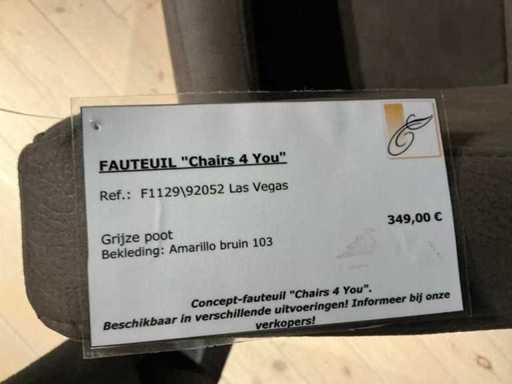 FAUTEUIL "Chairs 4 You"
Ref.: F1129\92052 Las Vegas
349,00 €
Grijze poot
Bekleding: Amarillo bruin 103
Concept-fauteuil "Chairs 4 You".
Beschikbaar in verschillende uitvoeringen! Informeer bij onze
verkopers!